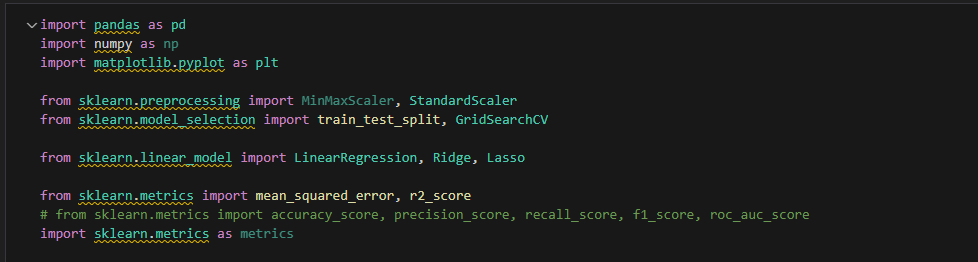 import pandas as pd
import numpy as np
import matplotlib.pyplot as plt
from sklearn.preprocessing import MinMaxScaler, StandardScaler
from sklearn.model_selection import train_test_split, GridSearchCV
from sklearn.linear_model import LinearRegression, Ridge, Lasso
from sklearn.metrics import mean_squared_error, r2_score
# from sklearn.metrics import accuracy_score, precision_score, recall_score, f1_score, roc_auc_score
import sklearn.metrics as metrics